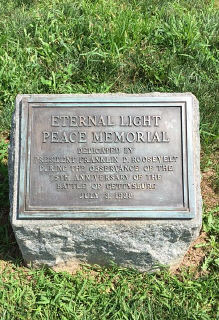 ETERNAL LIGHT
PEACE MEMORIAL
DEDICATED BY
PRESIDENT FRANKLIN D. ROOSEVELT
DURING THE OBSERVANCE OF THE
75TH ANNIVERSARY OF THE
BATTLE OF GETTYSBURG
JULY 3, 1938